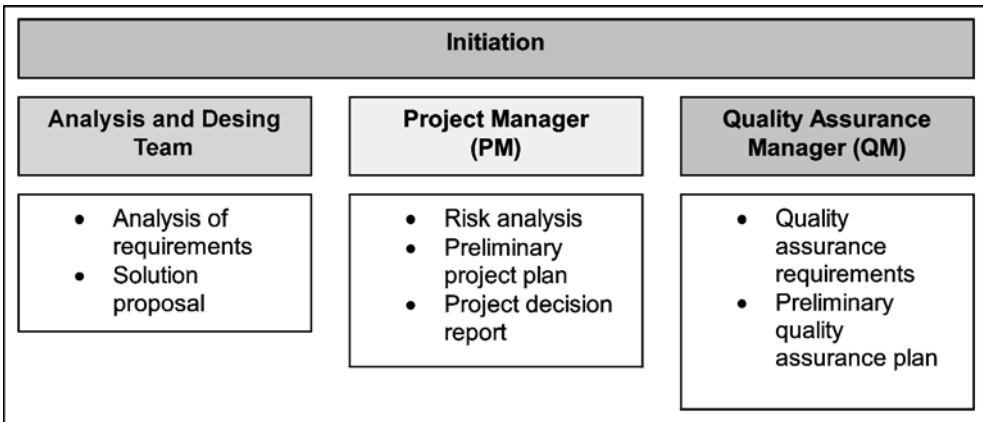 Initiation
Analysis and Desing
Team
• Analysis of
requirements
• Solution
proposal
Project Manager
(PM)
• Risk analysis
• Preliminary
project plan
• Project decision
report
Quality Assurance
Manager (QM)
• Quality
assurance
requirements
• Preliminary
quality
assurance plan